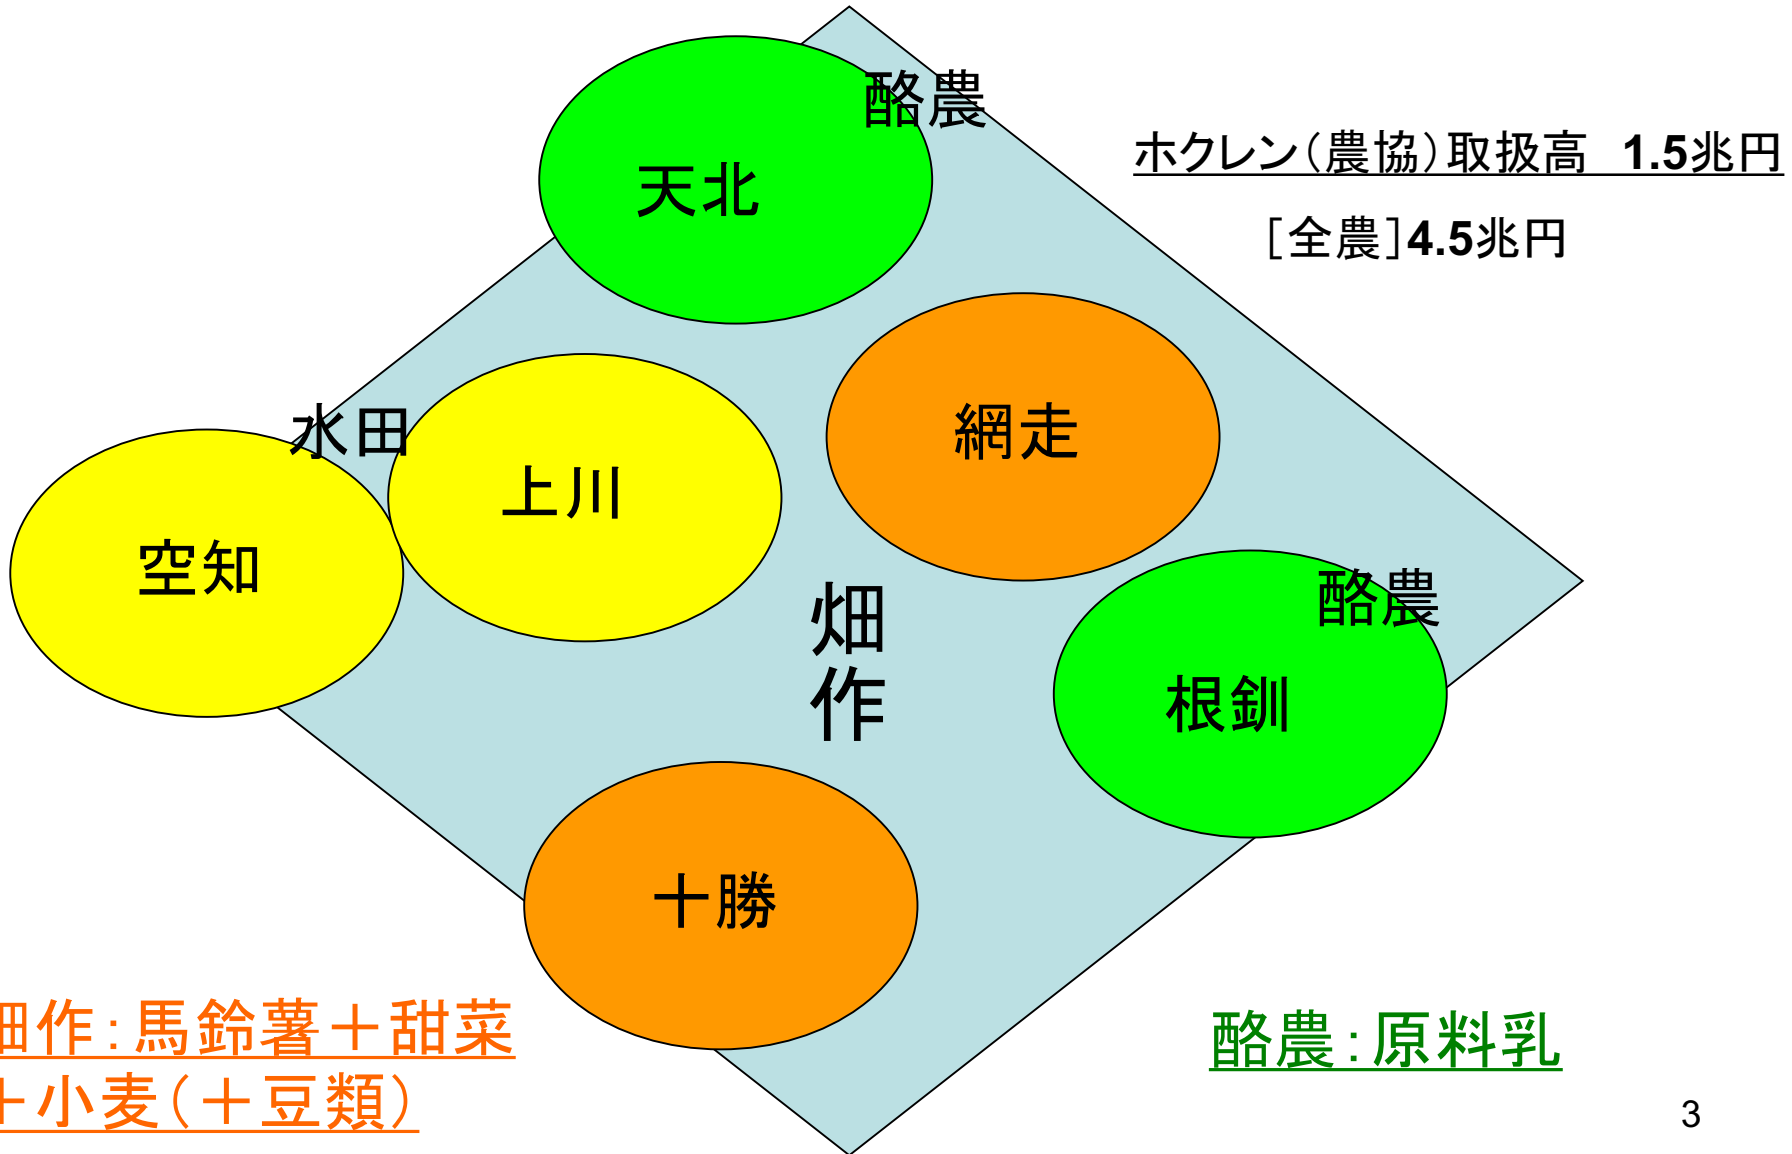 酪農
ホクレン（農協）取扱高　1.5兆円
天北
［全農］4.5兆円
網走
水田
上川
空知
酪農
畑作
根釧
十勝
畑作：馬鈴薯＋甜菜
＋小麦（＋豆類）
酪農：原料乳
3